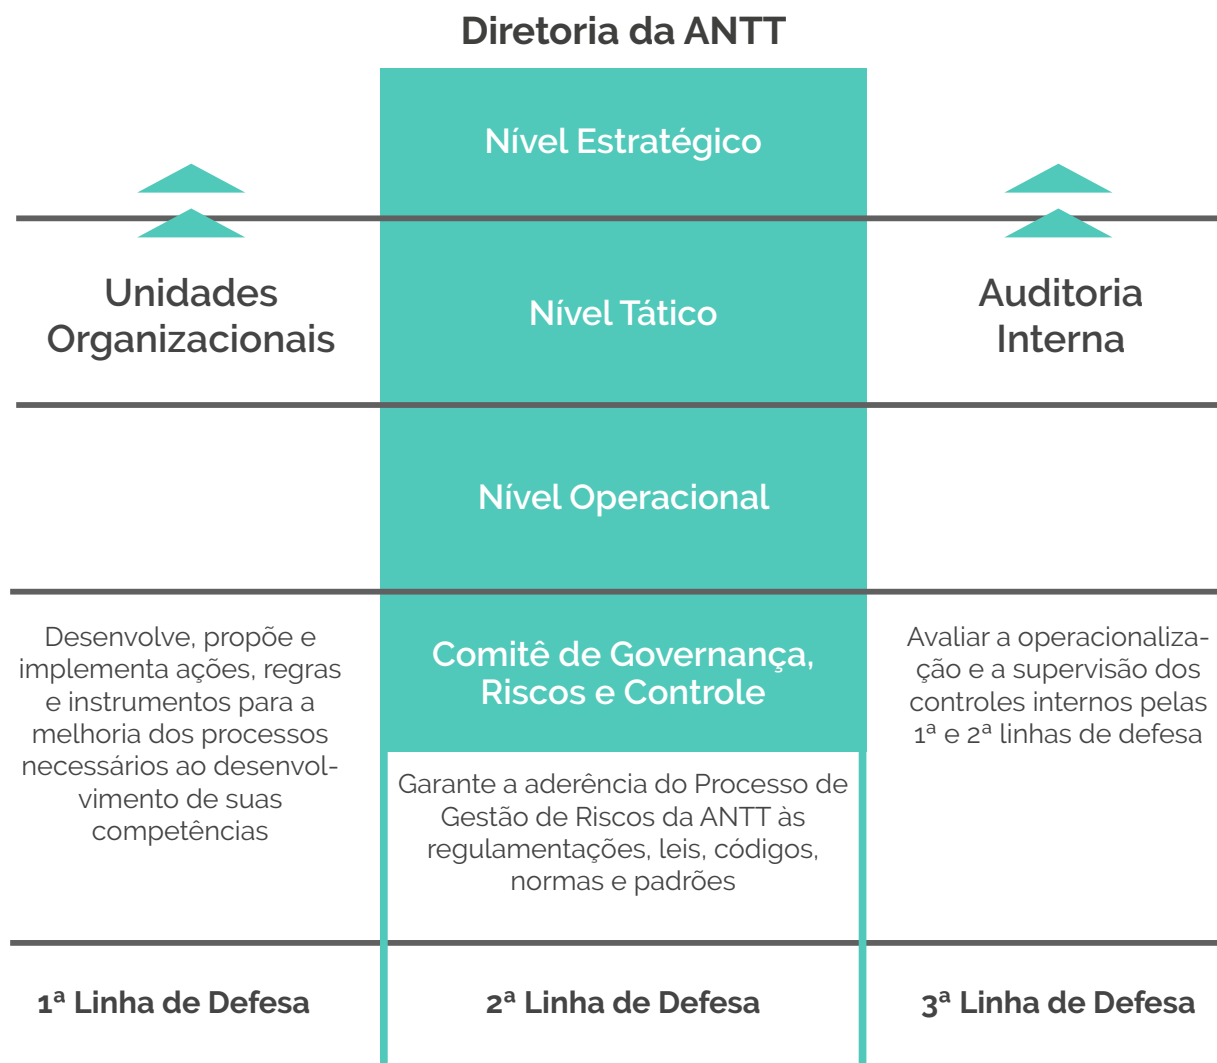 Diretoria da ANTT
Nível Estratégico
Unidades
Organizacionais
Nível Tático
Auditoria
Interna
Nível Operacional
Desenvolve, propõe e
implementa ações, regras
e instrumentos para a
melhoria dos processos
necessários ao desenvol-
vimento de suas
competências
Comitê de Governança,
Riscos e Controle
Garante a aderência do Processo de
Gestão de Riscos da ANTT às
regulamentações, leis, códigos,
normas e padrões
Avaliar a operacionaliza-
ção e a supervisão dos
controles internos pelas
1ª e 2ª linhas de defesa
1ª Linha de Defesa
2ª Linha de Defesa
3ª Linha de Defesa